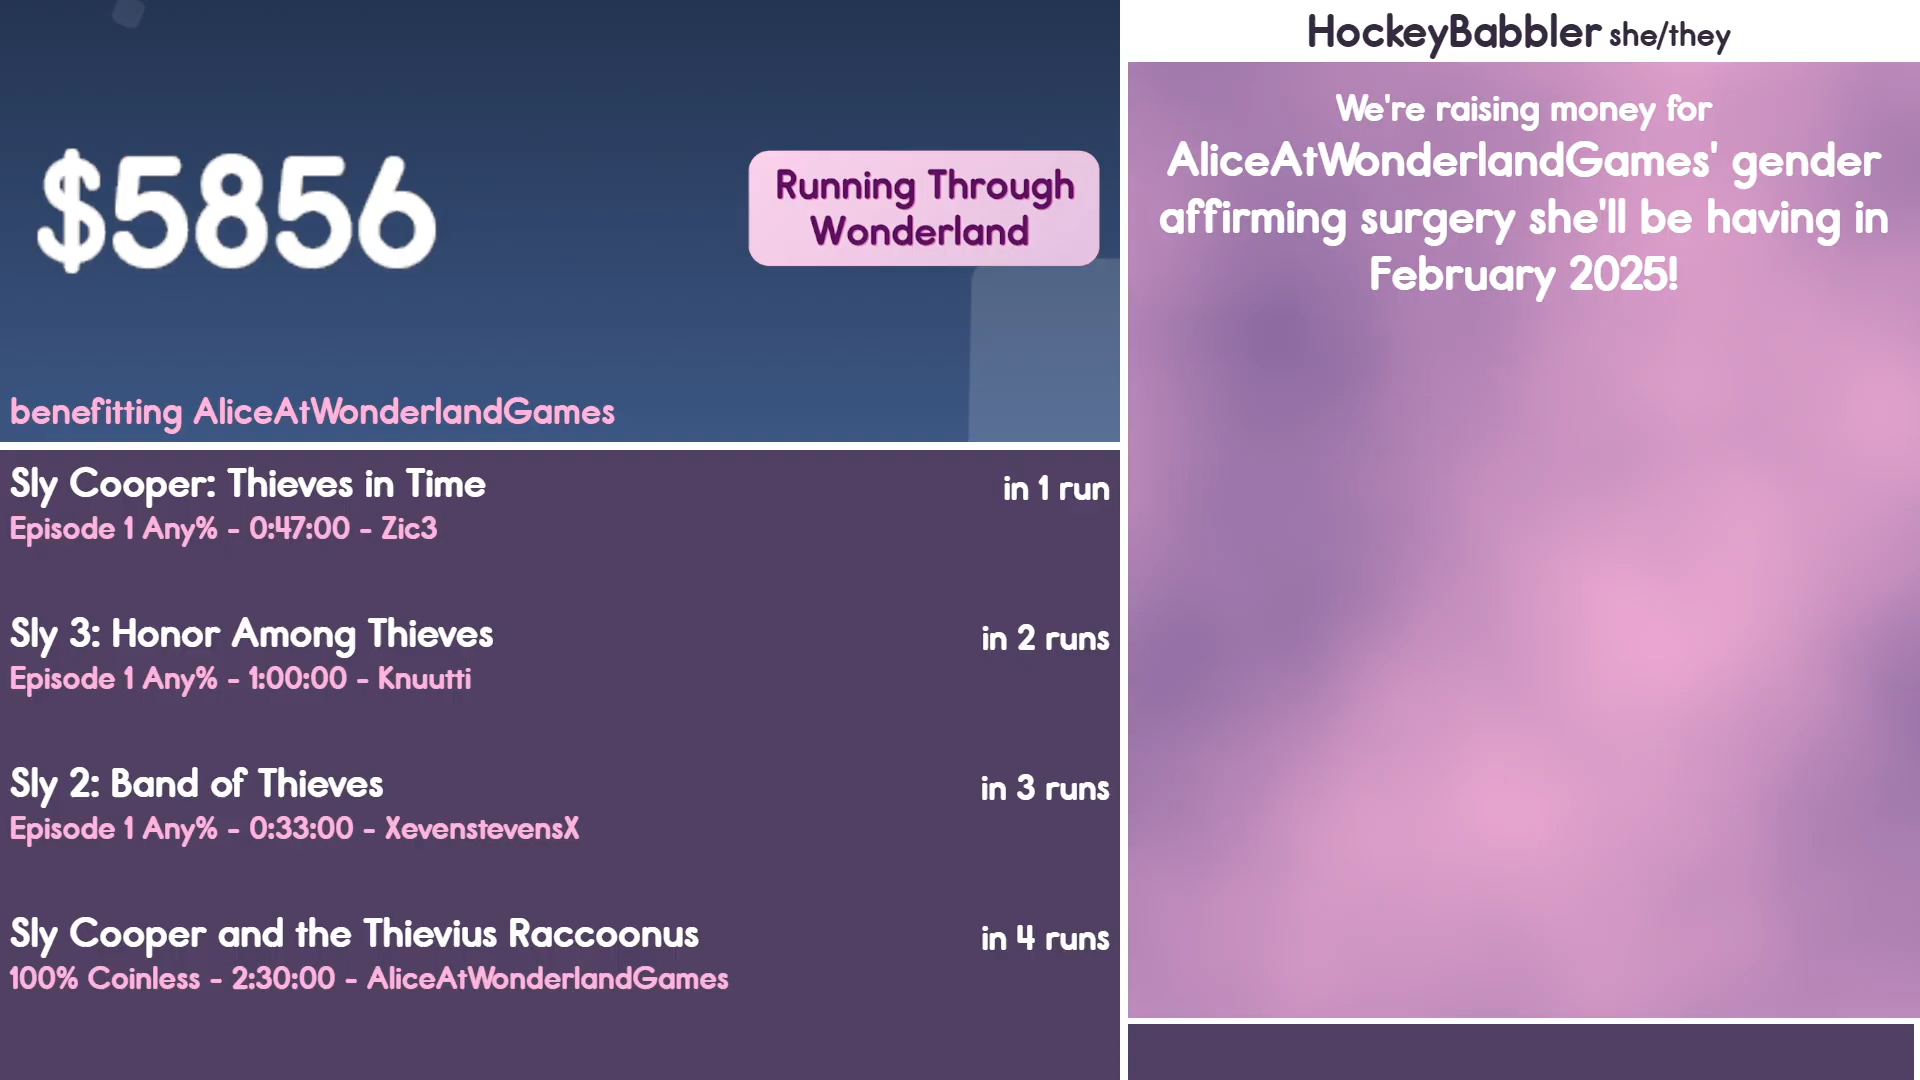 $5856
Running Through
Wonderland
benefitting AliceAtWonderlandGames
Sly Cooper: Thieves in Time
in 1 run
Episode 1 Any% - 0:47:00 - Zic3
Sly 3: Honor Among Thieves
in 2 runs
Episode 1 Any% - 1:00:00 - Knuutti
Sly 2: Band of Thieves
in 3 runs
Episode 1 Any% - 0:33:00 - XevenstevensX
Sly Cooper and the Thievius Raccoonus
in 4 runs
100% Coinless - 2:30:00 - AliceAtWonderlandGames
HockeyBabbler she/they
We're raising money for
AliceAtWonderlandGames' gender
affirming surgery she'll be having in
February 2025!